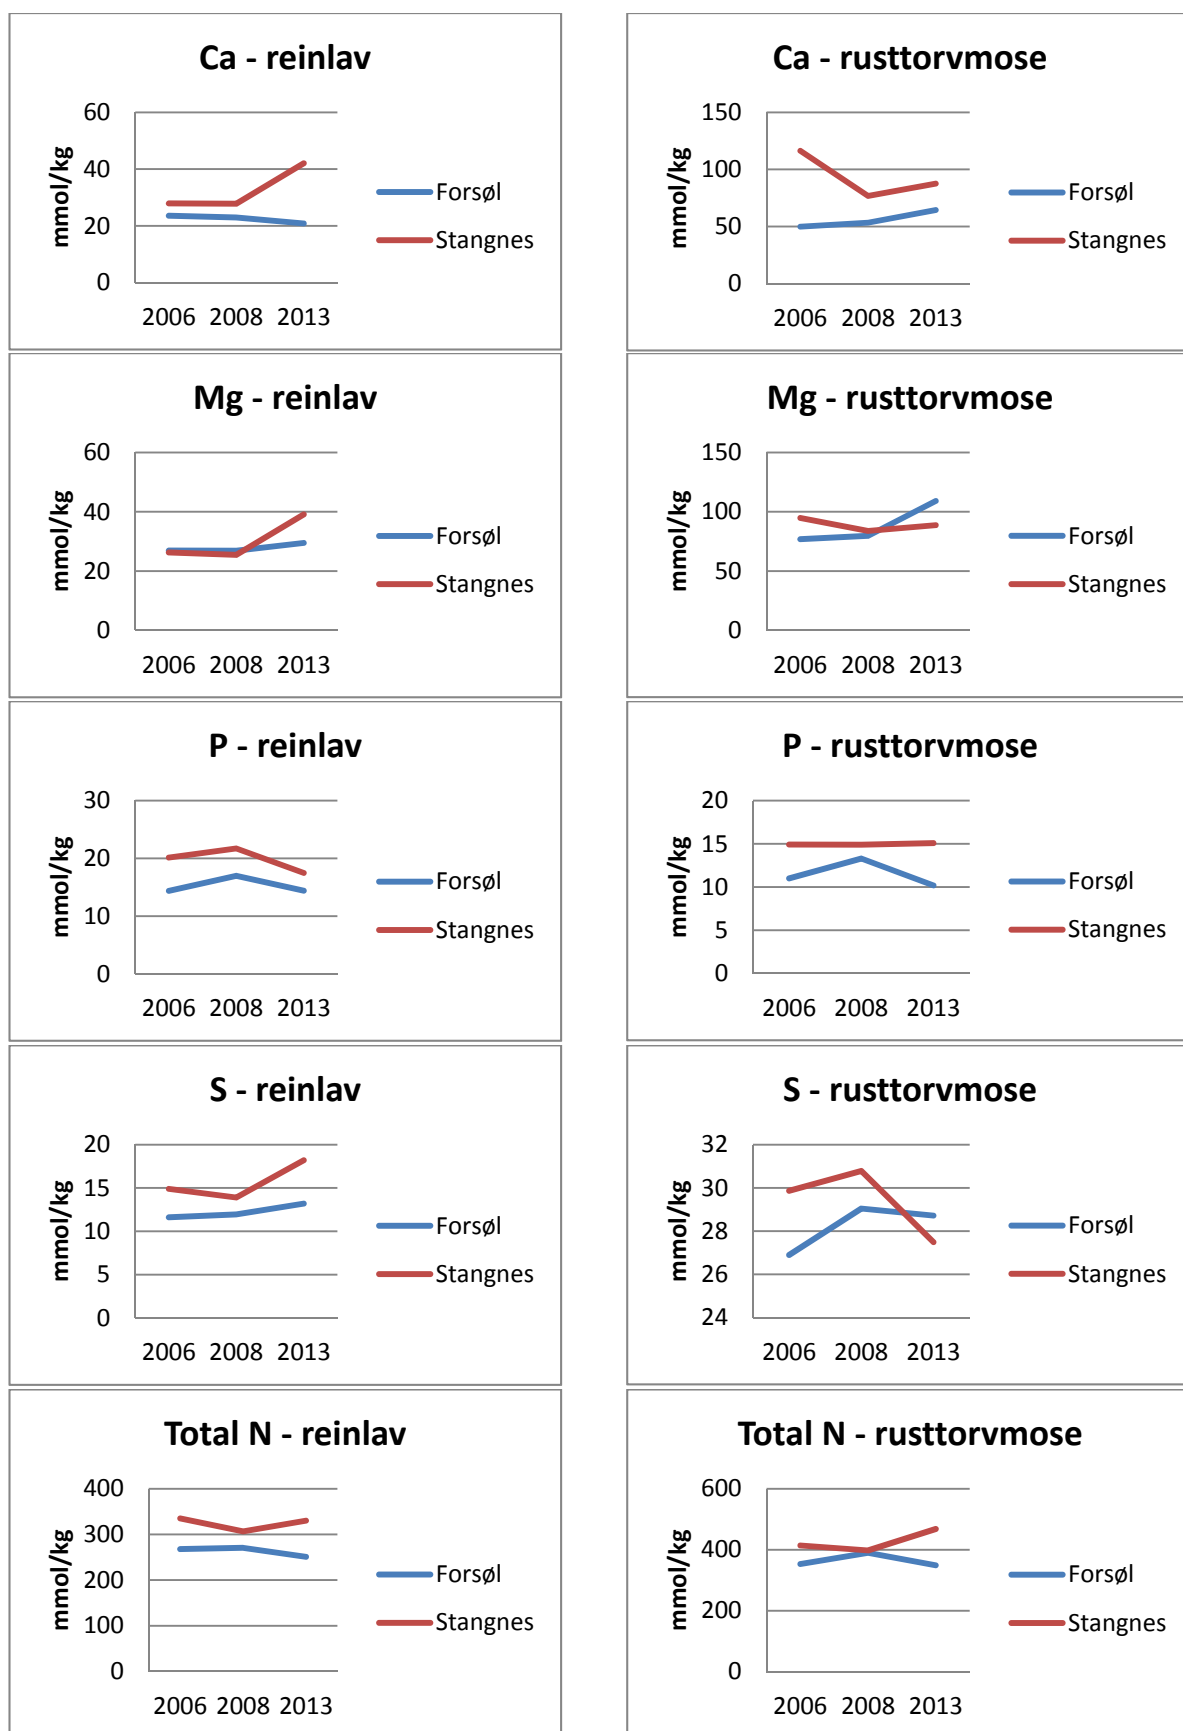 Ca - reinlav
60
40
20
0
mmol/kg
2006 2008 2013
Forsøl
Stangnes
Ca - rusttorvmose
150
100
50
0
mmol/kg
2006 2008 2013
Forsøl
Stangnes
Mg - reinlav
60
40
20
0
mmol/kg
2006 2008 2013
Forsøl
Stangnes
Mg - rusttorvmose
150
100
50
0
mmol/kg
2006 2008 2013
Forsøl
Stangnes
P - reinlav
30
20
10
0
mmol/kg
2006 2008 2013
Forsøl
Stangnes
P - rusttorvmose
20
15
10
5
0
mmol/kg
2006 2008 2013
Forsøl
Stangnes
S - reinlav
20
15
10
5
0
mmol/kg
2006 2008 2013
Forsøl
Stangnes
S - rusttorvmose
32
30
28
26
24
mmol/kg
2006 2008 2013
Forsøl
Stangnes
Total N - reinlav
400
300
200
100
0
mmol/kg
2006 2008 2013
Forsøl
Stangnes
Total N - rusttorvmose
600
400
200
0
mmol/kg
2006 2008 2013
Forsøl
Stangnes